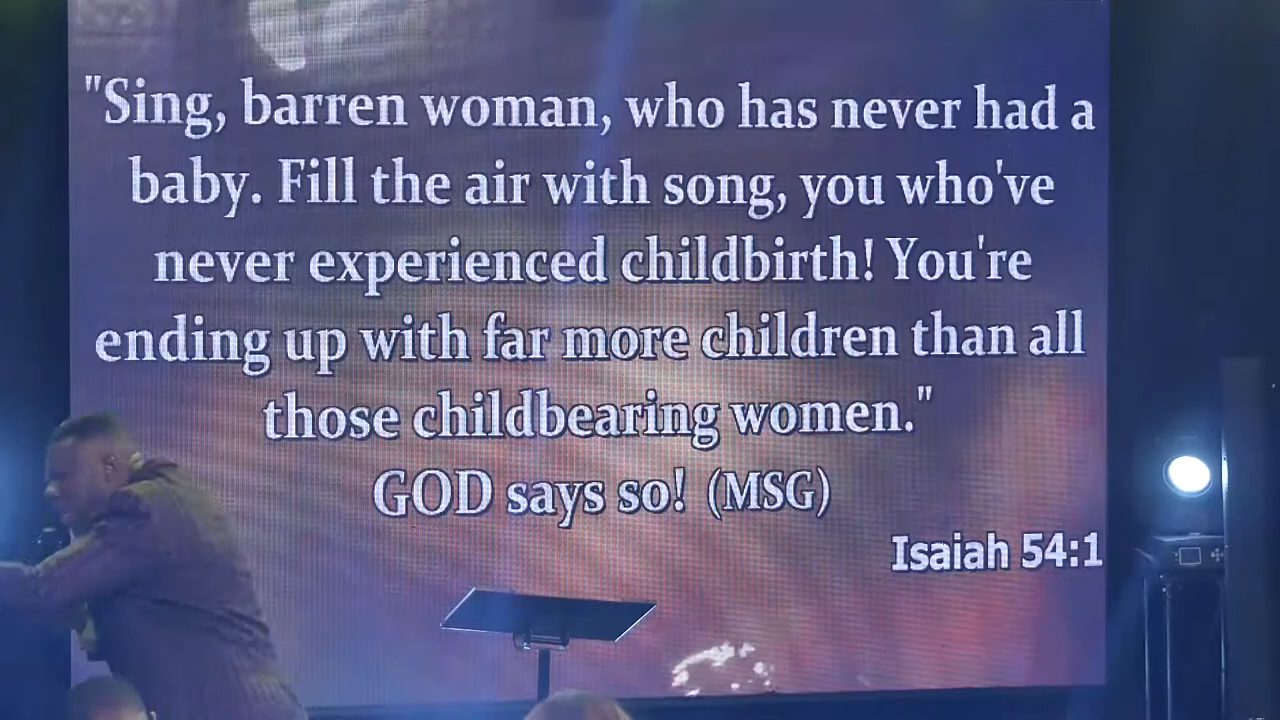 "Sing, barren woman, who has never had a
baby. Fill the air with song, you who've
never experienced childbirth! You're
ending up with far more children than all
those childbearing women."
GOD says so! (MSG)
Isaiah 54:1